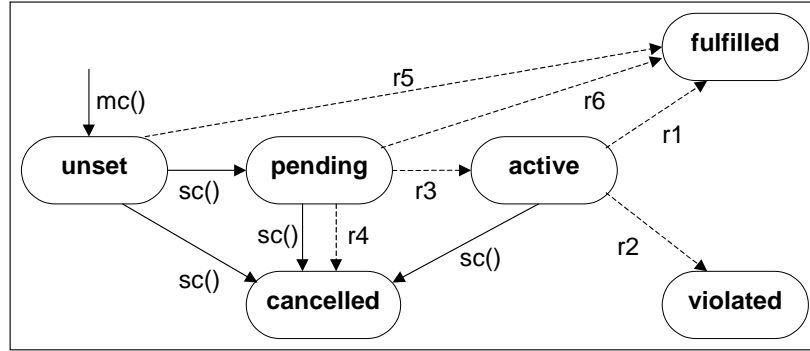 fulfilled
r5
mc()
r6
r1
unset
pending
active
sc()
r3
sc()
r4
sc()
r2
sc()
cancelled
violated